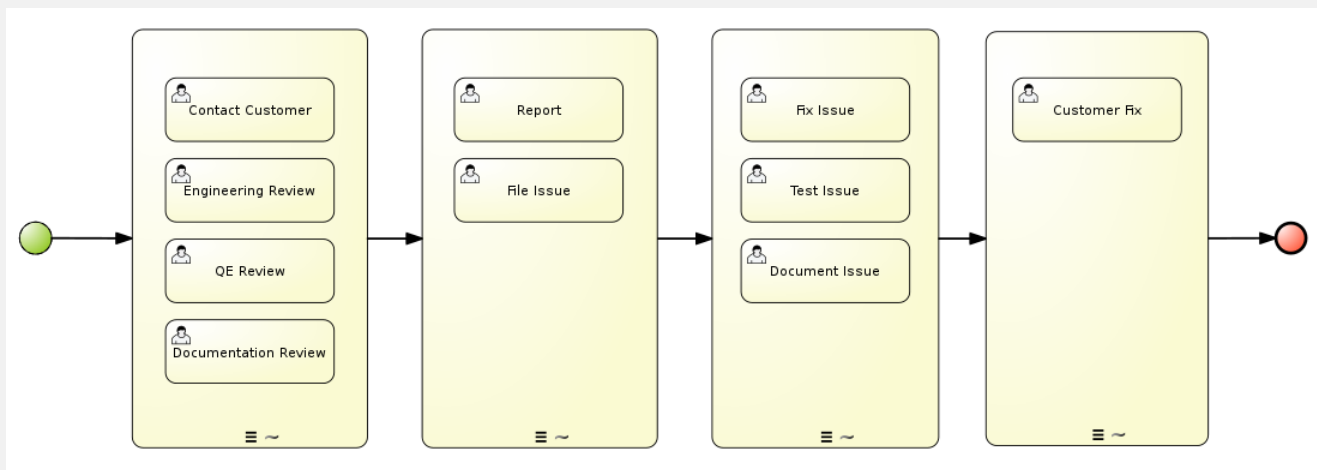 Contact Customer
Engineering Review
QE Review
Documentation Review
Report
File Issue
Fix Issue
Test Issue
Document Issue
Customer Fix